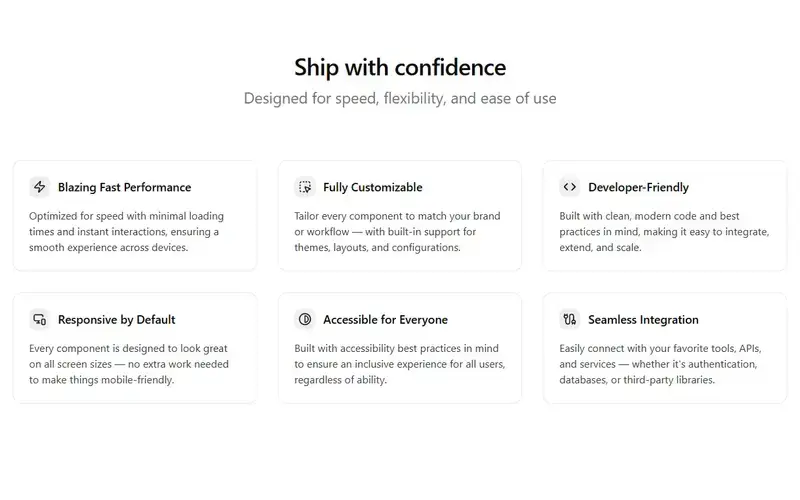 Ship with confidence
Designed for speed, flexibility, and ease of use
Blazing Fast Performance
Optimized for speed with minimal loading
times and instant interactions, ensuring a
smooth experience across devices.
Fully Customizable
Tailor every component to match your brand
or workflow — with built-in support for
themes, layouts, and configurations.
Developer-Friendly
Built with clean, modern code and best
practices in mind, making it easy to integrate,
extend, and scale.
Responsive by Default
Every component is designed to look great
on all screen sizes — no extra work needed
to make things mobile-friendly.
Accessible for Everyone
Built with accessibility best practices in mind
to ensure an inclusive experience for all users,
regardless of ability.
Seamless Integration
Easily connect with your favorite tools, APIs,
and services — whether it's authentication,
databases, or third-party libraries.